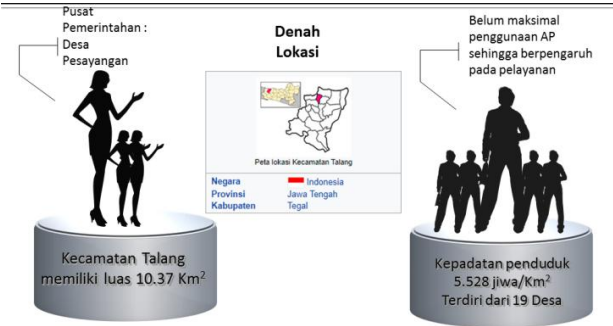 Pusat
Pemerintahan :
Desa
Pesayangan
Denah
Lokasi
Belum maksimal
penggunaan AP
sehingga berpengaruh
pada pelayanan
Peta lokasi Kecamatan Talang
Negara Indonesia
Provinsi Jawa Tengah
Kabupaten Tegal
Kecamatan Talang
memiliki luas 10.37 Km²
Kepadatan penduduk
5.528 jiwa/Km²
Terdiri dari 19 Desa